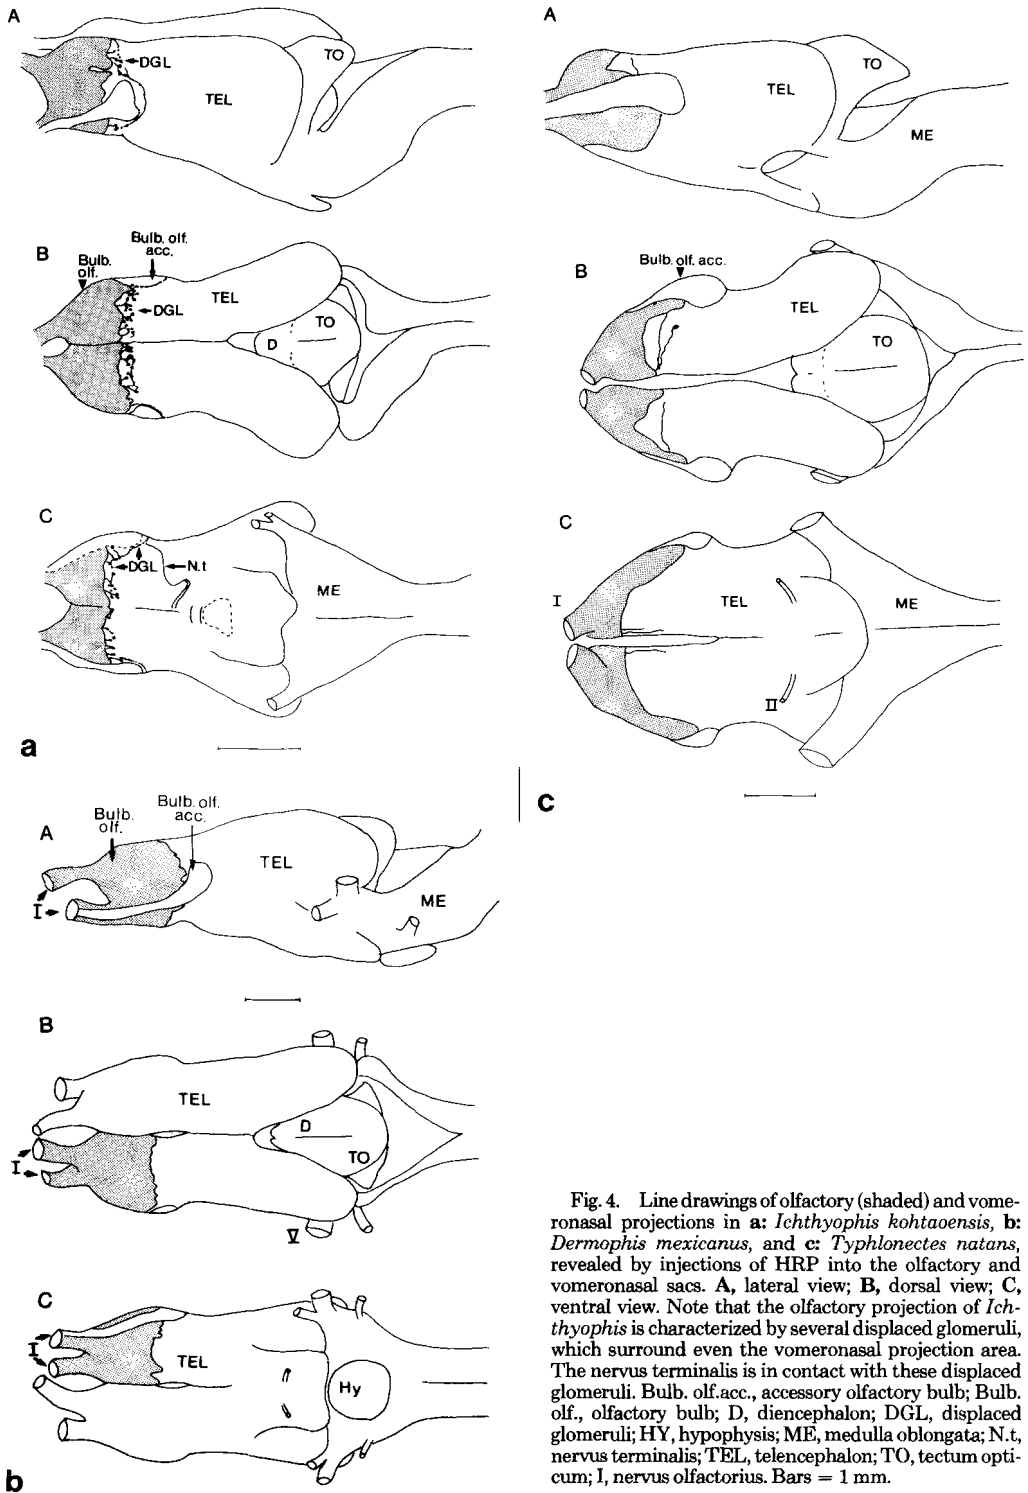 A
DGL
TEL
TO
B
Bulb. olf.
acc.
Bulb.
olf.
DGL
TEL
TO
D
C
DGL
N.t
ME
a
A
Bulb. olf.
acc.
Bulb.
olf.
TEL
ME
I
B
TEL
D
TO
I
V
C
I
TEL
Hy
b
A
TO
TEL
ME
B
Bulb. olf. acc.
TEL
TO
C
I
TEL
ME
II
c
Fig. 4. Line drawings of olfactory (shaded) and vome-
ronasal projections in a: Ichthyophis kohtaoensis, b:
Dermophis mexicanus, and c: Typhlonectes natans,
revealed by injections of HRP into the olfactory and
vomeronasal sacs. A, lateral view; B, dorsal view; C,
ventral view. Note that the olfactory projection of Ich-
thyophis is characterized by several displaced glomeruli,
which surround even the vomeronasal projection area.
The nervus terminalis is in contact with these displaced
glomeruli. Bulb. olf.acc., accessory olfactory bulb; Bulb.
olf., olfactory bulb; D, diencephalon; DGL, displaced
glomeruli; HY, hypophysis; ME, medulla oblongata; N.t,
nervus terminalis; TEL, telencephalon; TO, tectum opti-
cum; I, nervus olfactorius. Bars = 1 mm.